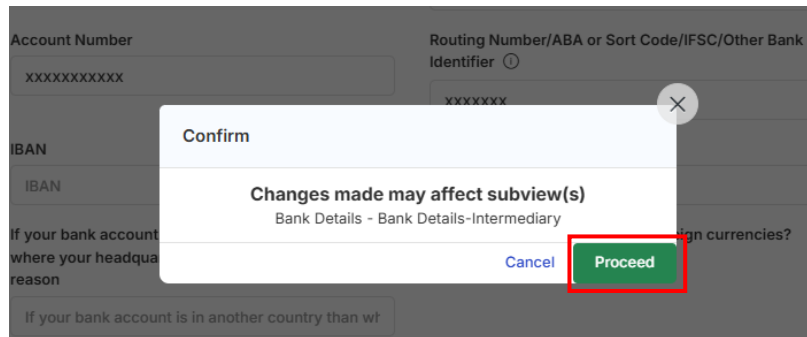 Account Number
Routing Number/ABA or Sort Code/IFSC/Other Bank
Identifier
xxxxxxxxxxx
xxxxxxx
Confirm
IBAN
IBAN
Changes made may affect subview(s)
Bank Details - Bank Details-Intermediary
If your bank account
currencies?
where your headqua
reason
Cancel
Proceed
If your bank account is in another country than wh